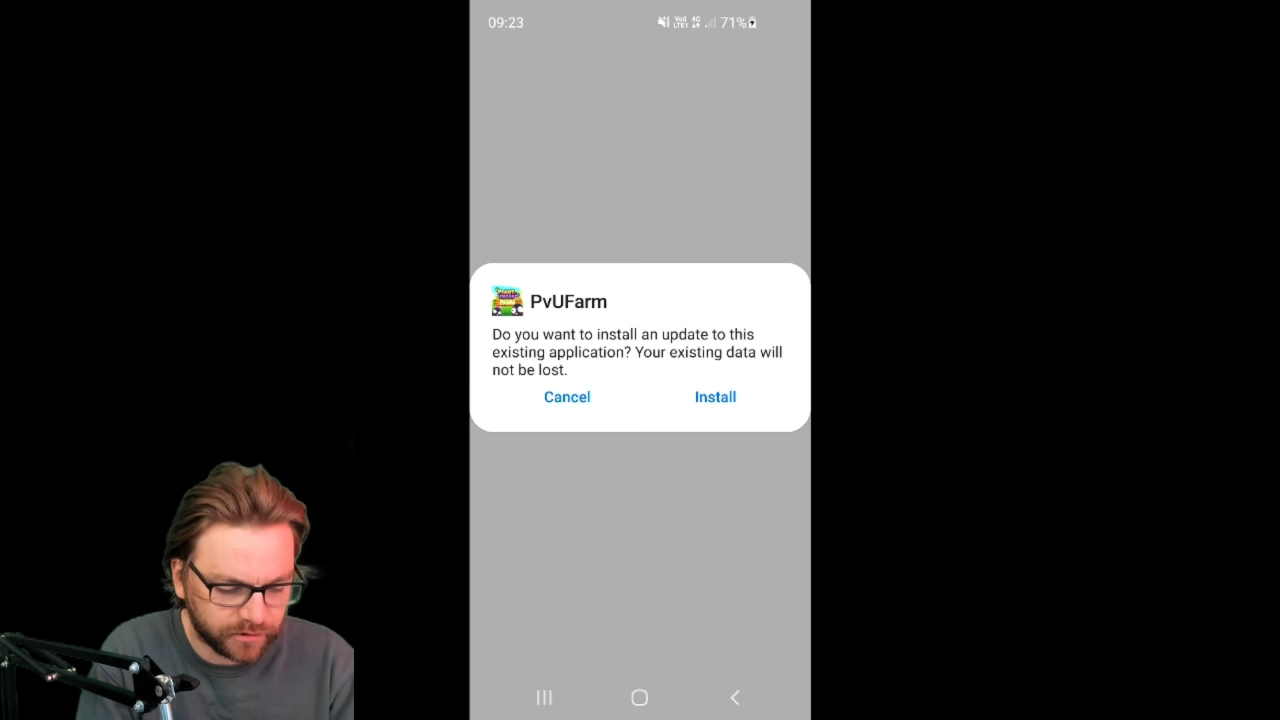 09:23
71%
PvUFarm
Do you want to install an update to this
existing application? Your existing data will
not be lost.
Cancel
Install